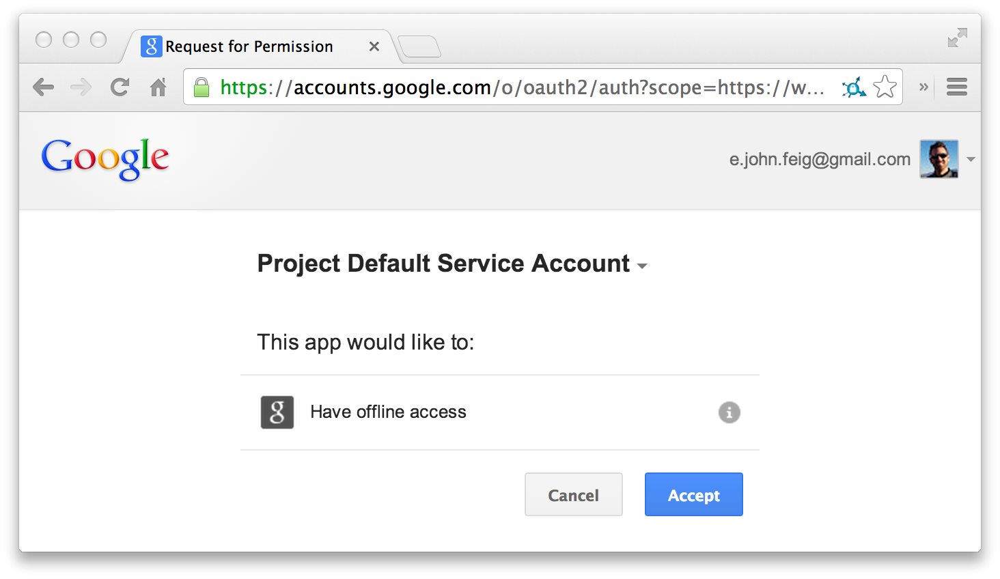 Request for Permission
https://accounts.google.com/o/oauth2/auth?scope=https://w...
Google
e.john.feig@gmail.com
Project Default Service Account
This app would like to:
g Have offline access
Cancel
Accept